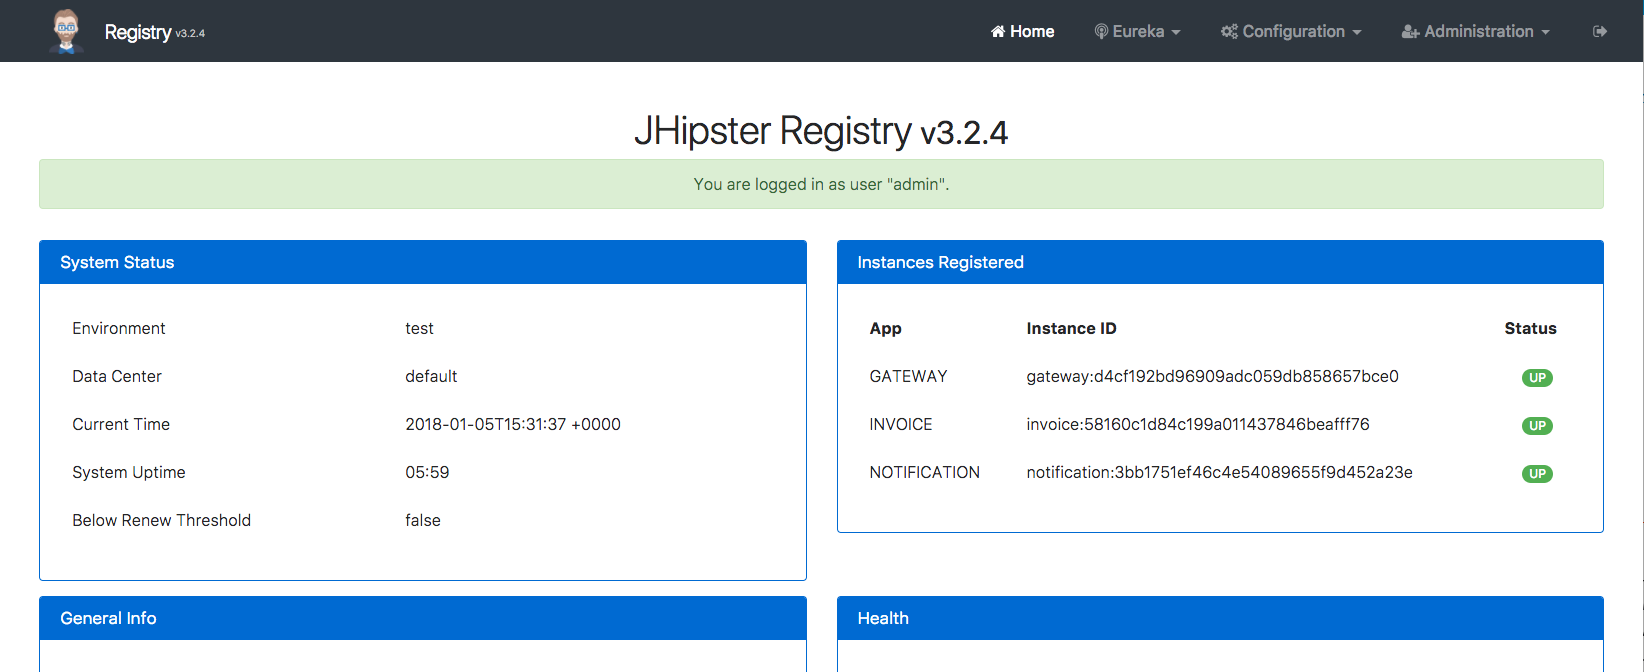 Registry v3.2.4 Home Eureka Configuration Administration
JHipster Registry v3.2.4
You are logged in as user "admin".
System Status
Environment test
Data Center default
Current Time 2018-01-05T15:31:37 +0000
System Uptime 05:59
Below Renew Threshold false
Instances Registered
App Instance ID Status
GATEWAY gateway:d4cf192bd96909adc059db858657bce0 UP
INVOICE invoice:58160c1d84c199a011437846beafff76 UP
NOTIFICATION notification:3bb1751ef46c4e54089655f9d452a23e UP
General Info
Health